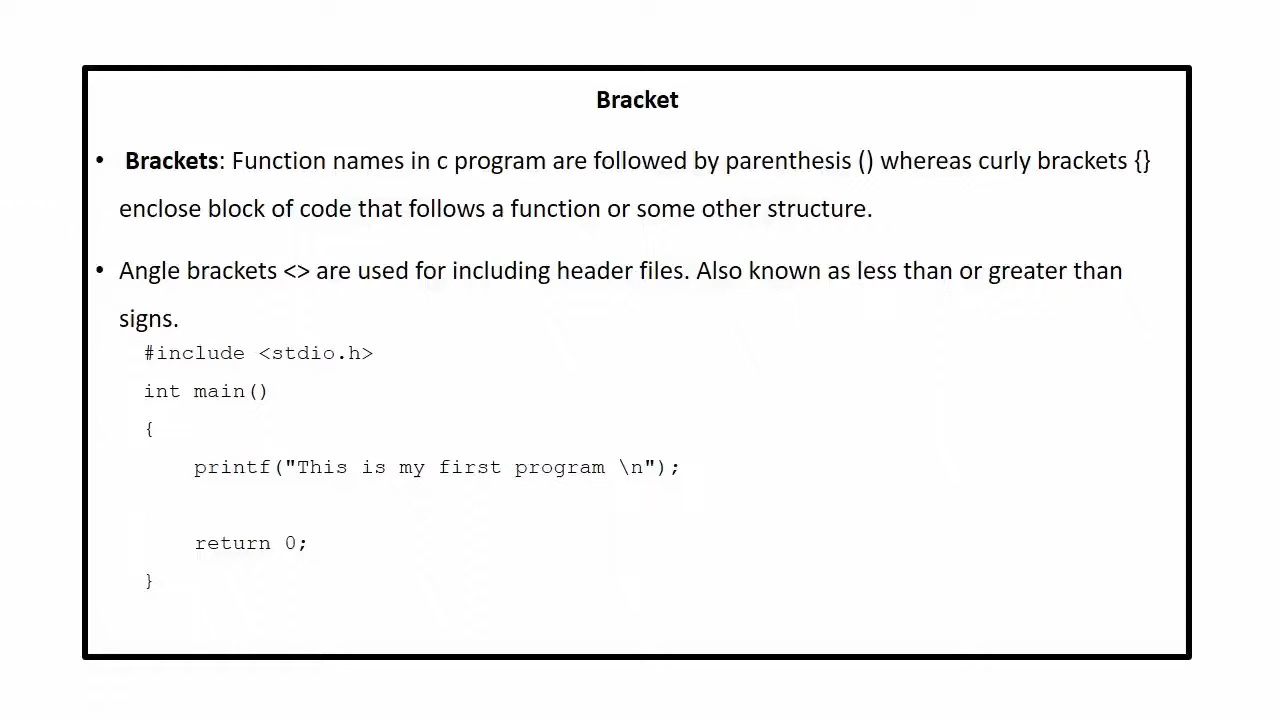 Bracket
• Brackets: Function names in c program are followed by parenthesis () whereas curly brackets {}
enclose block of code that follows a function or some other structure.
• Angle brackets <> are used for including header files. Also known as less than or greater than
signs.
#include <stdio.h>
int main()
{
printf("This is my first program \n");
return 0;
}